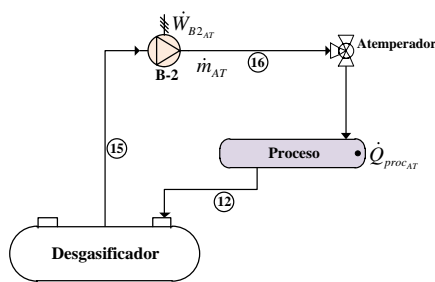 Ẇ_B2_AT
Atemperador
B-2
ṁ_AT
16
15
Proceso
Q̇_proc_AT
12
Desgasificador